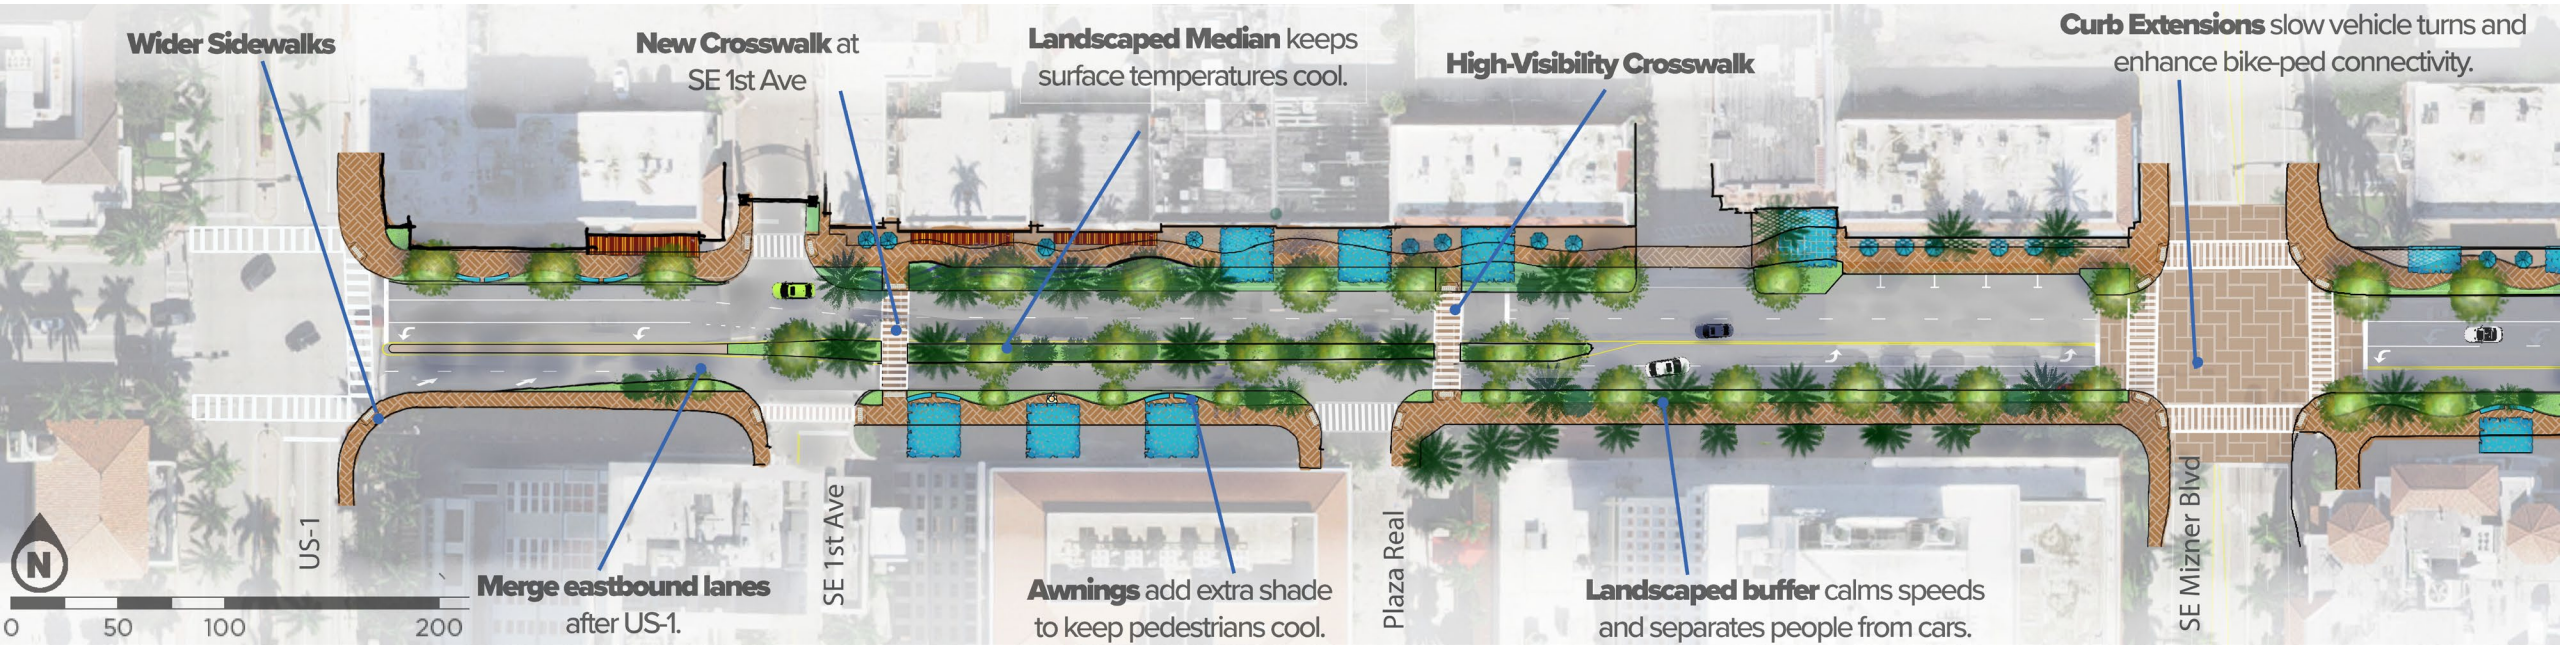 Wider Sidewalks
New Crosswalk at
SE 1st Ave
Landscaped Median keeps
surface temperatures cool.
High-Visibility Crosswalk
Curb Extensions slow vehicle turns and
enhance bike-ped connectivity.
US-1
SE 1st Ave
Plaza Real
SE Mizner Blvd
N
0 50 100 200
Merge eastbound lanes
after US-1.
Awnings add extra shade
to keep pedestrians cool.
Landscaped buffer calms speeds
and separates people from cars.